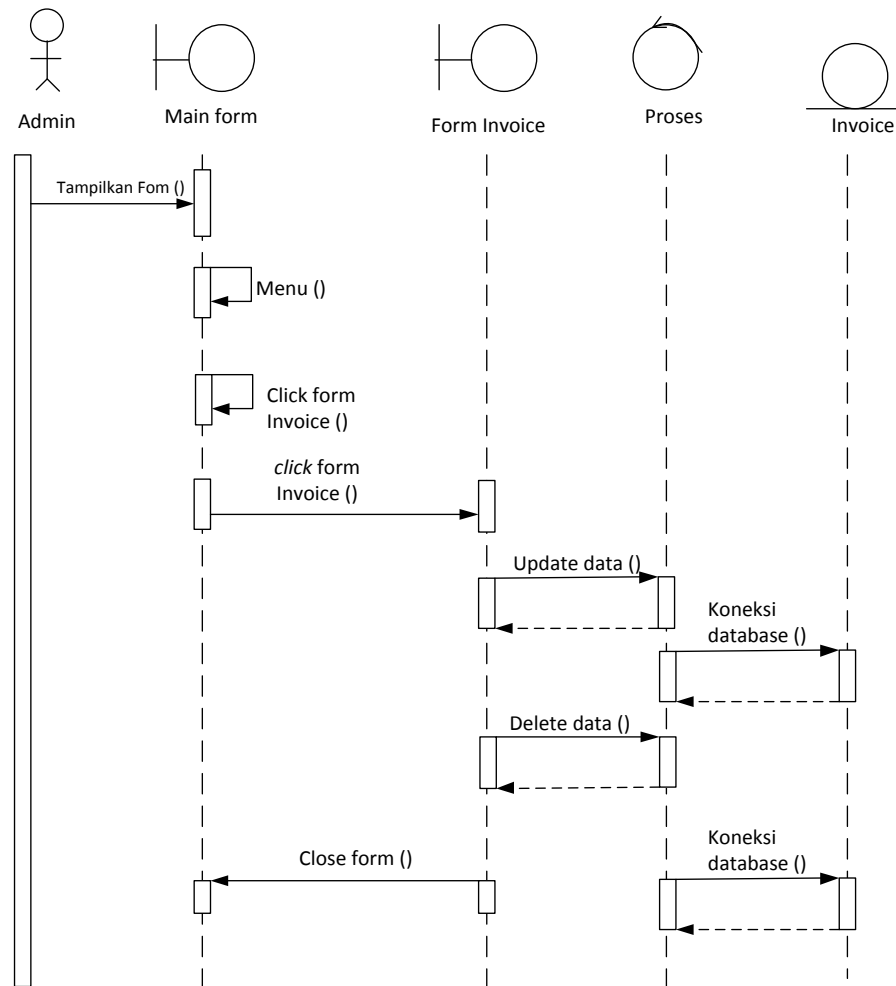 Admin
Main form
Form Invoice
Proses
Invoice
Tampilkan Fom ()
Menu ()
Click form
Invoice ()
click form
Invoice ()
Update data ()
Koneksi
database ()
Delete data ()
Koneksi
database ()
Close form ()